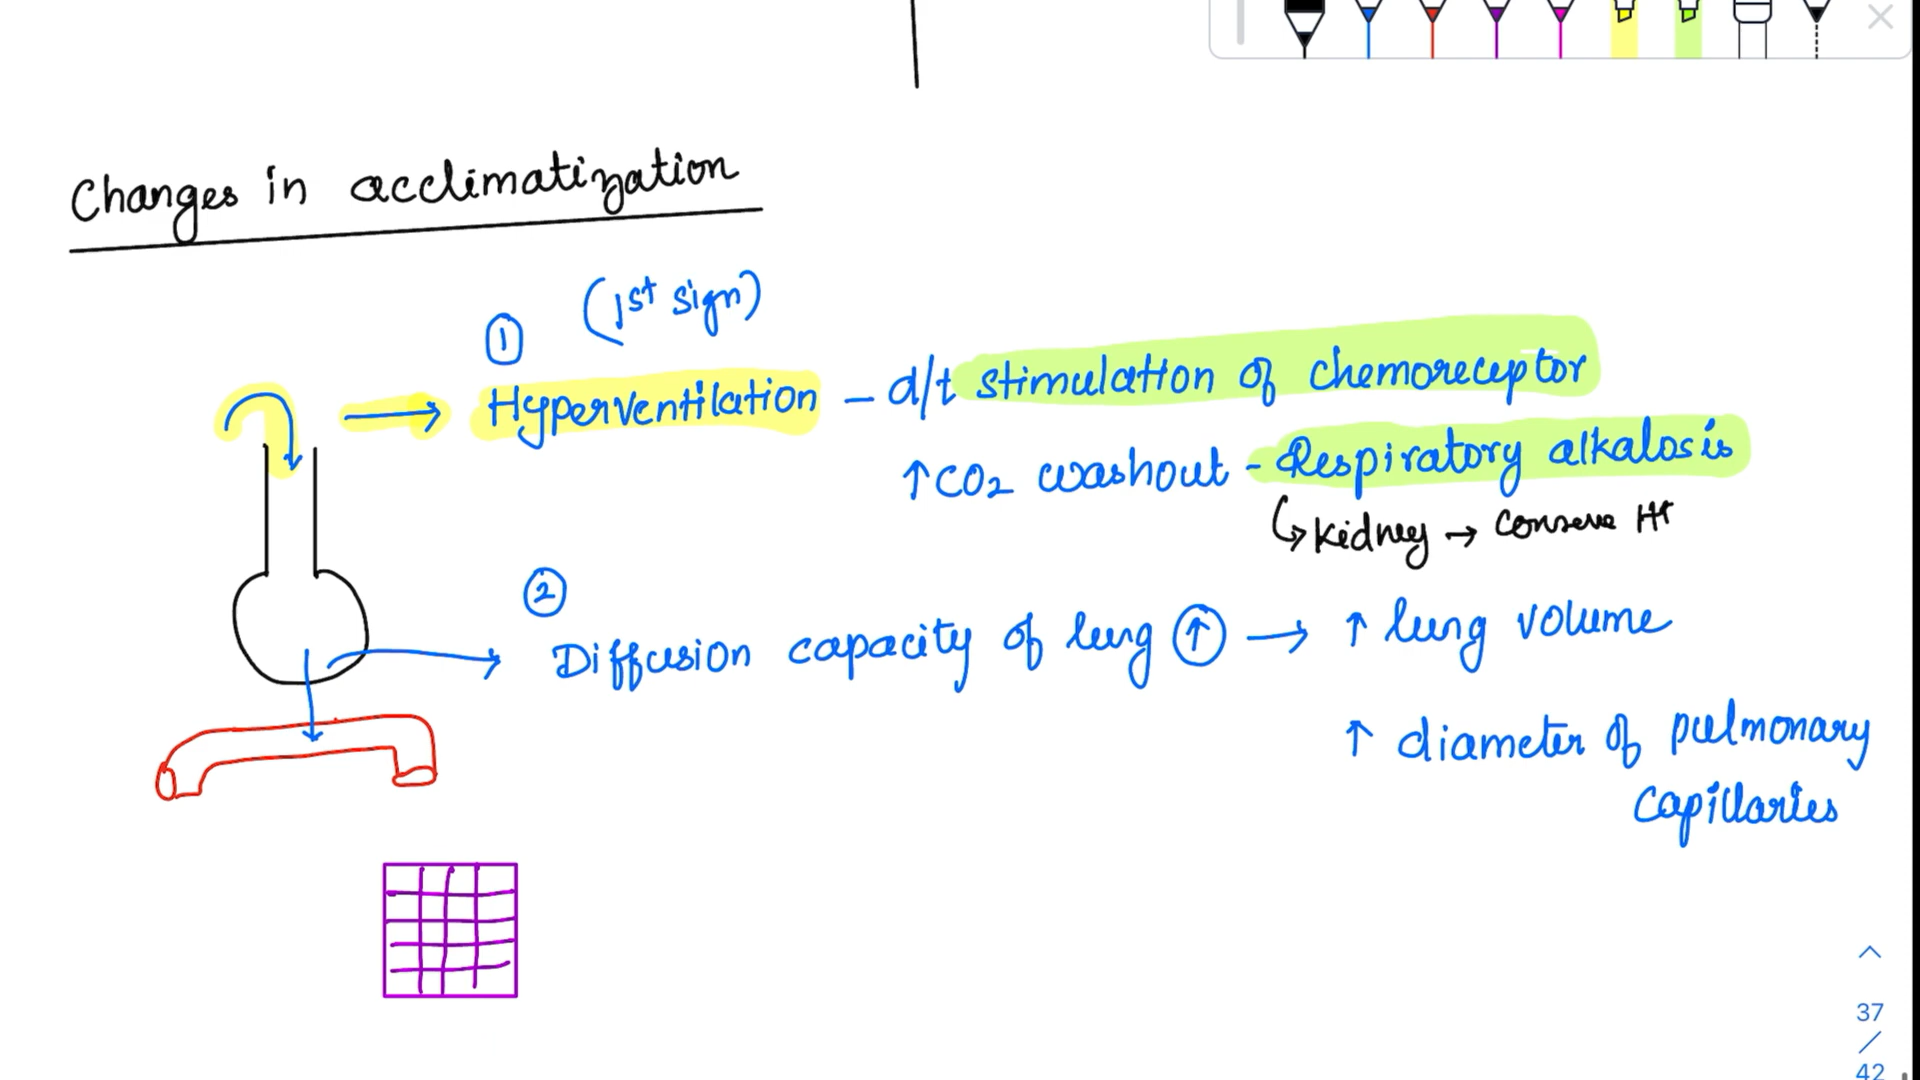 Changes in acclimatization
(1st sign)
①
Hyperventilation – d/t stimulation of chemoreceptor
↑CO₂ washout - Respiratory alkalosis
↳ Kidney → Conserve H⁺
②
Diffusion capacity of lung ↑ → ↑ lung volume
↑ diameter of pulmonary
capillaries
37
/
42